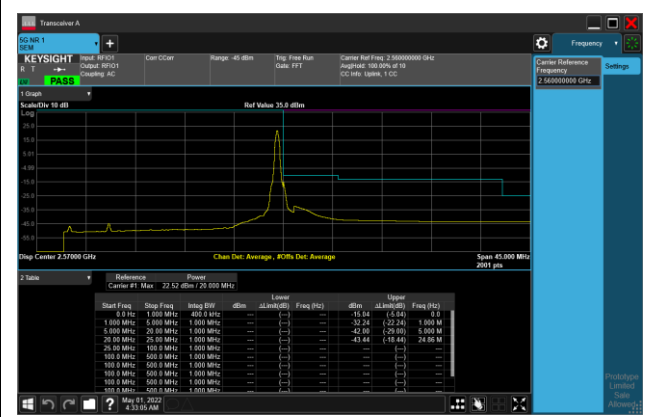 Transceiver A
5G NR 1
SEM
Frequency
KEYSIGHT
R T
PASS
Input: RFIO1
Output: RFIO1
Coupling: AC
Corr CCorr
Range: -45 dBm
Trig: Free Run
Gate: FFT
Carrier Ref Freq: 2.560000000 GHz
Avg|Hold: 100.00% of 10
CC Info: Uplink, 1 CC
Carrier Reference
Frequency
2.560000000 GHz
Settings
1 Graph
Scale/Div 10 dB
Ref Value 35.0 dBm
Log
25.0
15.0
5.01
-4.99
-15.0
-25.0
-35.0
-45.0
-55.0
Disp Center 2.57000 GHz
Chan Det: Average, #Offs Det: Average
Span 45.000 MHz
2001 pts
2 Table
Reference Power
Carrier #1 Max 22.52 dBm / 20.000 MHz
Lower Upper
Start Freq Stop Freq Integ BW dBm ΔLimit(dB) Freq (Hz) dBm ΔLimit(dB) Freq (Hz)
0.0 Hz 1.000 MHz 400.0 kHz --- (---) --- -15.04 (-5.04) 0.0
1.000 MHz 5.000 MHz 1.000 MHz --- (---) --- -32.24 (-22.24) 1.000 M
5.000 MHz 20.00 MHz 1.000 MHz --- (---) --- -42.00 (-29.00) 5.000 M
20.00 MHz 25.00 MHz 1.000 MHz --- (---) --- -43.44 (-18.44) 24.86 M
25.00 MHz 100.0 MHz 1.000 MHz --- (---) --- --- (---) ---
100.0 MHz 500.0 MHz 1.000 MHz --- (---) --- --- (---) ---
100.0 MHz 500.0 MHz 1.000 MHz --- (---) --- --- (---) ---
100.0 MHz 500.0 MHz 1.000 MHz --- (---) --- --- (---) ---
100.0 MHz 500.0 MHz 1.000 MHz --- (---) --- --- (---) ---
Prototype
Limited
Sale
Allowed
?
May 01, 2022
4:33:05 AM